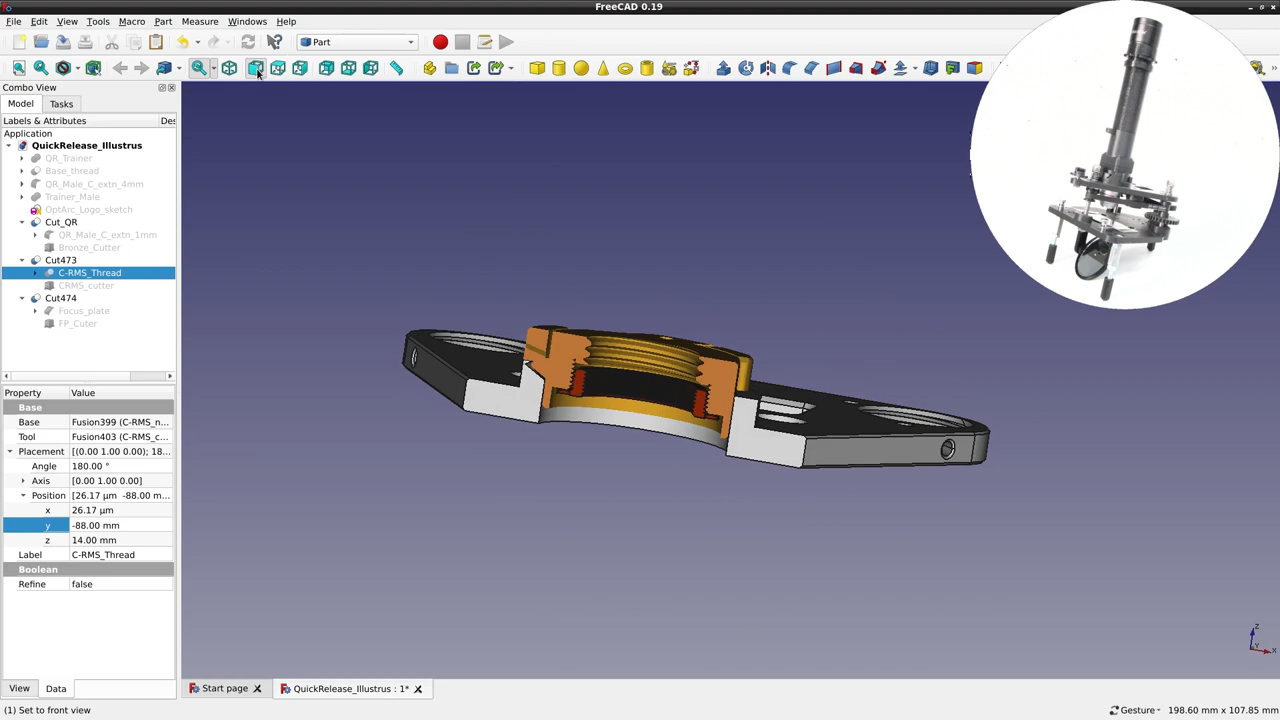 FreeCAD 0.19
File Edit View Tools Macro Part Measure Windows Help
Part
Combo View
Model Tasks
Labels & Attributes Des
Application
QuickRelease_Illustrus
QR_Trainer
Base_thread
QR_Male_C_extn_4mm
Trainer_Male
OptArc_Logo_sketch
Cut_QR
QR_Male_C_extn_1mm
Bronze_Cutter
Cut473
C-RMS_Thread
CRMS_cutter
Cut474
Focus_plate
FP_Cuter
Property Value
Base
Base Fusion399 (C-RMS_n...
Tool Fusion403 (C-RMS_c...
Placement [(0.00 1.00 0.00); 18...
Angle 180.00 °
Axis [0.00 1.00 0.00]
Position [26.17 μm -88.00 m...
x 26.17 μm
y -88.00 mm
z 14.00 mm
Label C-RMS_Thread
Boolean
Refine false
z
Y
x
View Data
Start page QuickRelease_Illustrus : 1*
(1) Set to front view
Gesture 198.60 mm x 107.85 mm